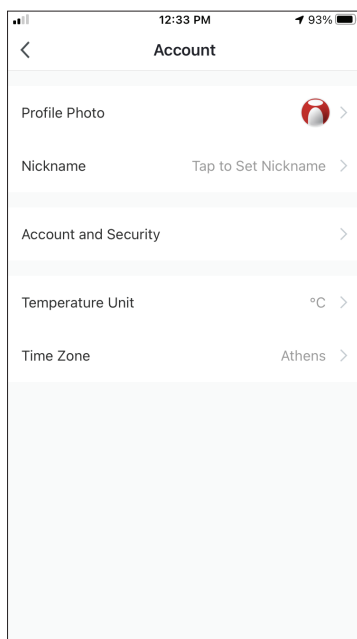 12:33 PM 93%
Account
Profile Photo
Nickname Tap to Set Nickname
Account and Security
Temperature Unit °C
Time Zone Athens